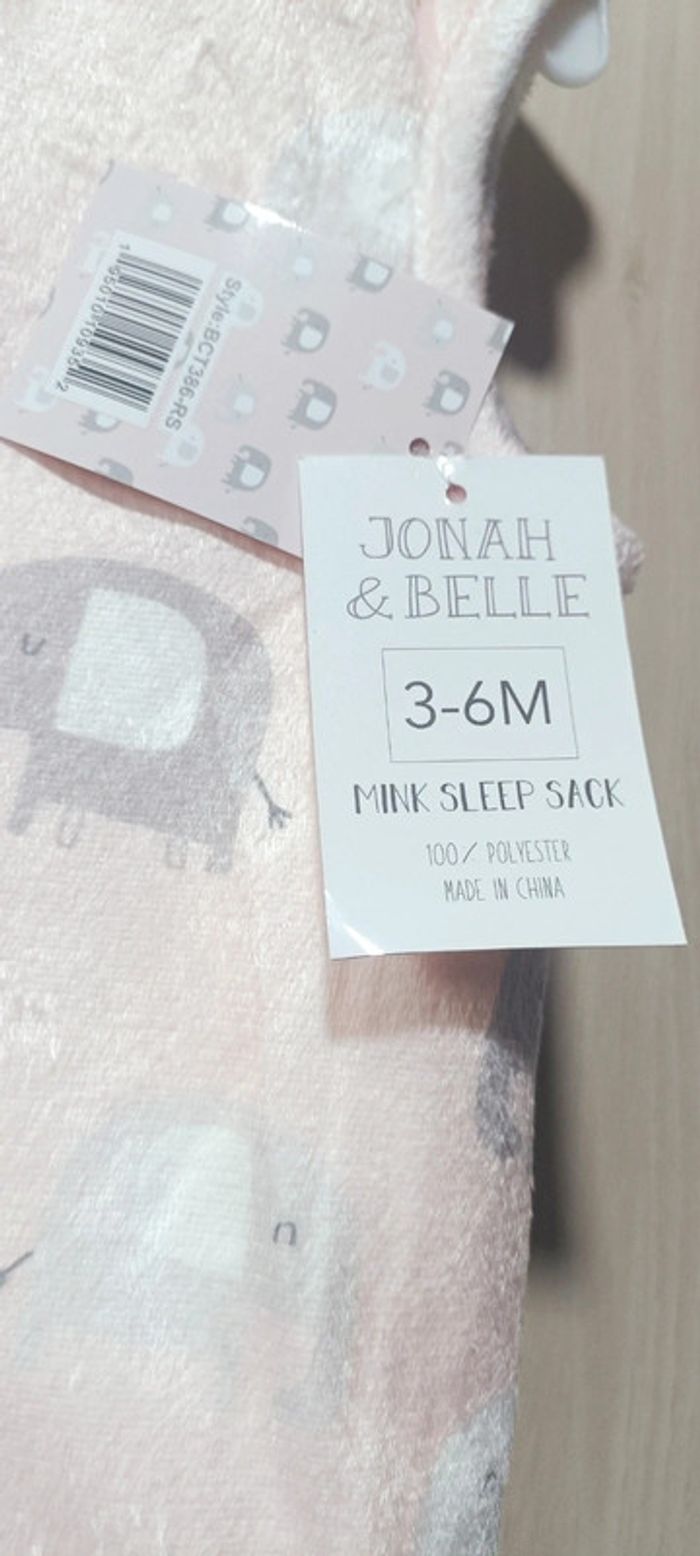 Style:BCT386-RS
JONAH
& BELLE
3-6M
MINK SLEEP SACK
100% POLYESTER
MADE IN CHINA